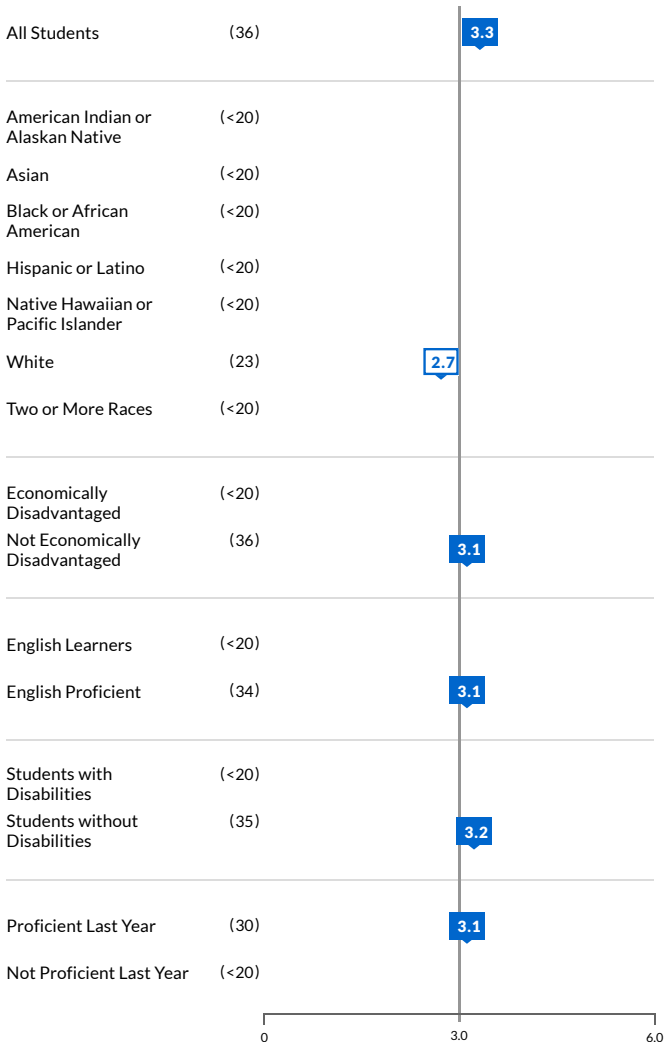 All Students (36) 3.3
American Indian or (<20)
Alaskan Native
Asian (<20)
Black or African (<20)
American
Hispanic or Latino (<20)
Native Hawaiian or (<20)
Pacific Islander
White (23) 2.7
Two or More Races (<20)
Economically (<20)
Disadvantaged
Not Economically (36) 3.1
Disadvantaged
English Learners (<20)
English Proficient (34) 3.1
Students with (<20)
Disabilities
Students without (35) 3.2
Disabilities
Proficient Last Year (30) 3.1
Not Proficient Last Year (<20)
0 3.0 6.0